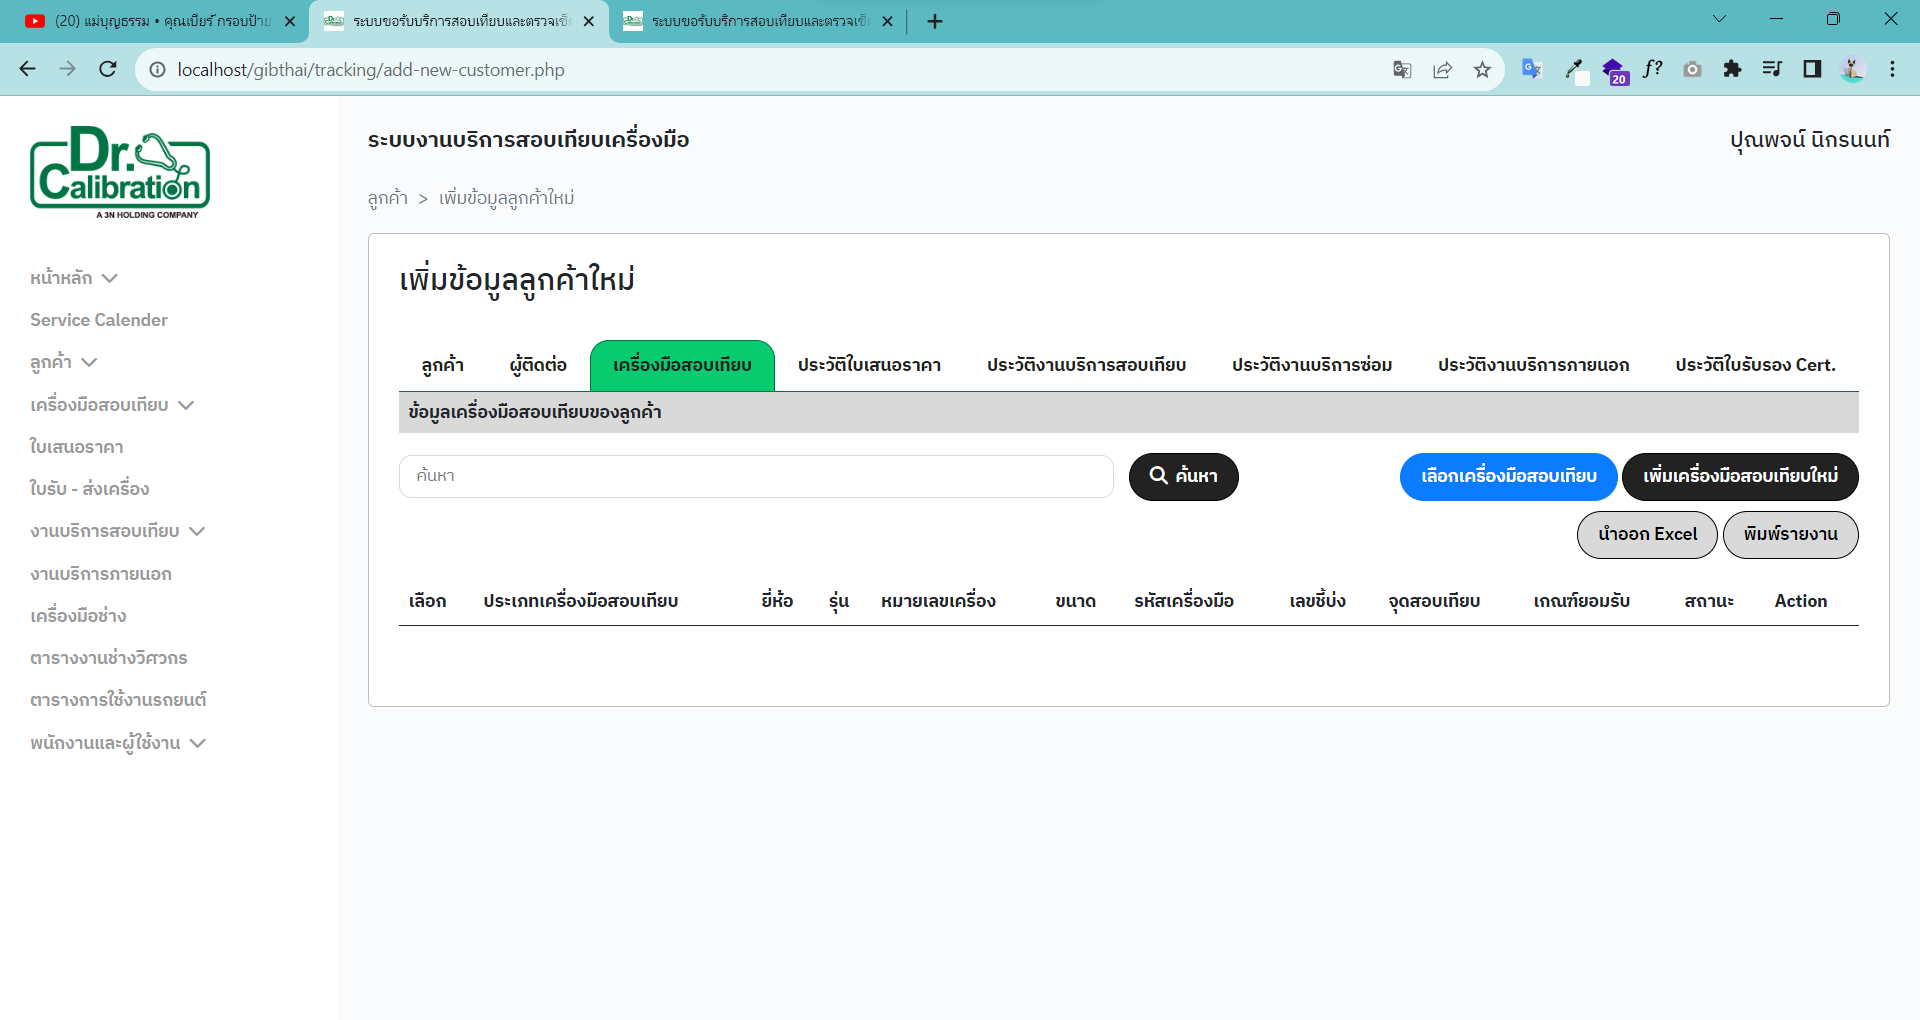 (20) แม่บุญธรรม • คุณเบียร์ กรอบป้าย
ระบบขอรับบริการสอบเทียบและตรวจเช็ค
ระบบขอรับบริการสอบเทียบและตรวจเช็ค
localhost/gibthai/tracking/add-new-customer.php
20
Dr.
Calibration
A 3N HOLDING COMPANY
ระบบงานบริการสอบเทียบเครื่องมือ
ปุณพจน์ นิกรนนท์
ลูกค้า > เพิ่มข้อมูลลูกค้าใหม่
หน้าหลัก
Service Calender
ลูกค้า
เครื่องมือสอบเทียบ
ใบเสนอราคา
ใบรับ - ส่งเครื่อง
งานบริการสอบเทียบ
งานบริการภายนอก
เครื่องมือช่าง
ตารางงานช่างวิศวกร
ตารางการใช้งานรถยนต์
พนักงานและผู้ใช้งาน
เพิ่มข้อมูลลูกค้าใหม่
ลูกค้า ผู้ติดต่อ เครื่องมือสอบเทียบ ประวัติใบเสนอราคา ประวัติงานบริการสอบเทียบ ประวัติงานบริการซ่อม ประวัติงานบริการภายนอก ประวัติใบรับรอง Cert.
ข้อมูลเครื่องมือสอบเทียบของลูกค้า
ค้นหา ค้นหา เลือกเครื่องมือสอบเทียบ เพิ่มเครื่องมือสอบเทียบใหม่
นำออก Excel พิมพ์รายงาน
เลือก ประเภทเครื่องมือสอบเทียบ ยี่ห้อ รุ่น หมายเลขเครื่อง ขนาด รหัสเครื่องมือ เลขชี้บ่ง จุดสอบเทียบ เกณฑ์ยอมรับ สถานะ Action